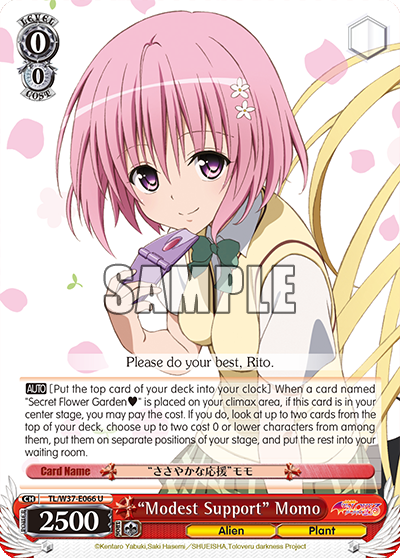 LEVEL
0
0
COST
SAMPLE
Please do your best, Rito.
AUTO [Put the top card of your deck into your clock] When a card named
"Secret Flower Garden♥" is placed on your climax area, if this card is in your
center stage, you may pay the cost. If you do, look at up to two cards from the
top of your deck, choose up to two cost 0 or lower characters from among
them, put them on separate positions of your stage, and put the rest into your
waiting room.
Card Name
“ささやかな応援”モモ
CH TL/W37-E066 U
“Modest Support” Momo
POWER
2500
SOUL
Alien
Plant
©Kentaro Yabuki,Saki Hasemi / SHUEISHA,Toloveru darkness Project